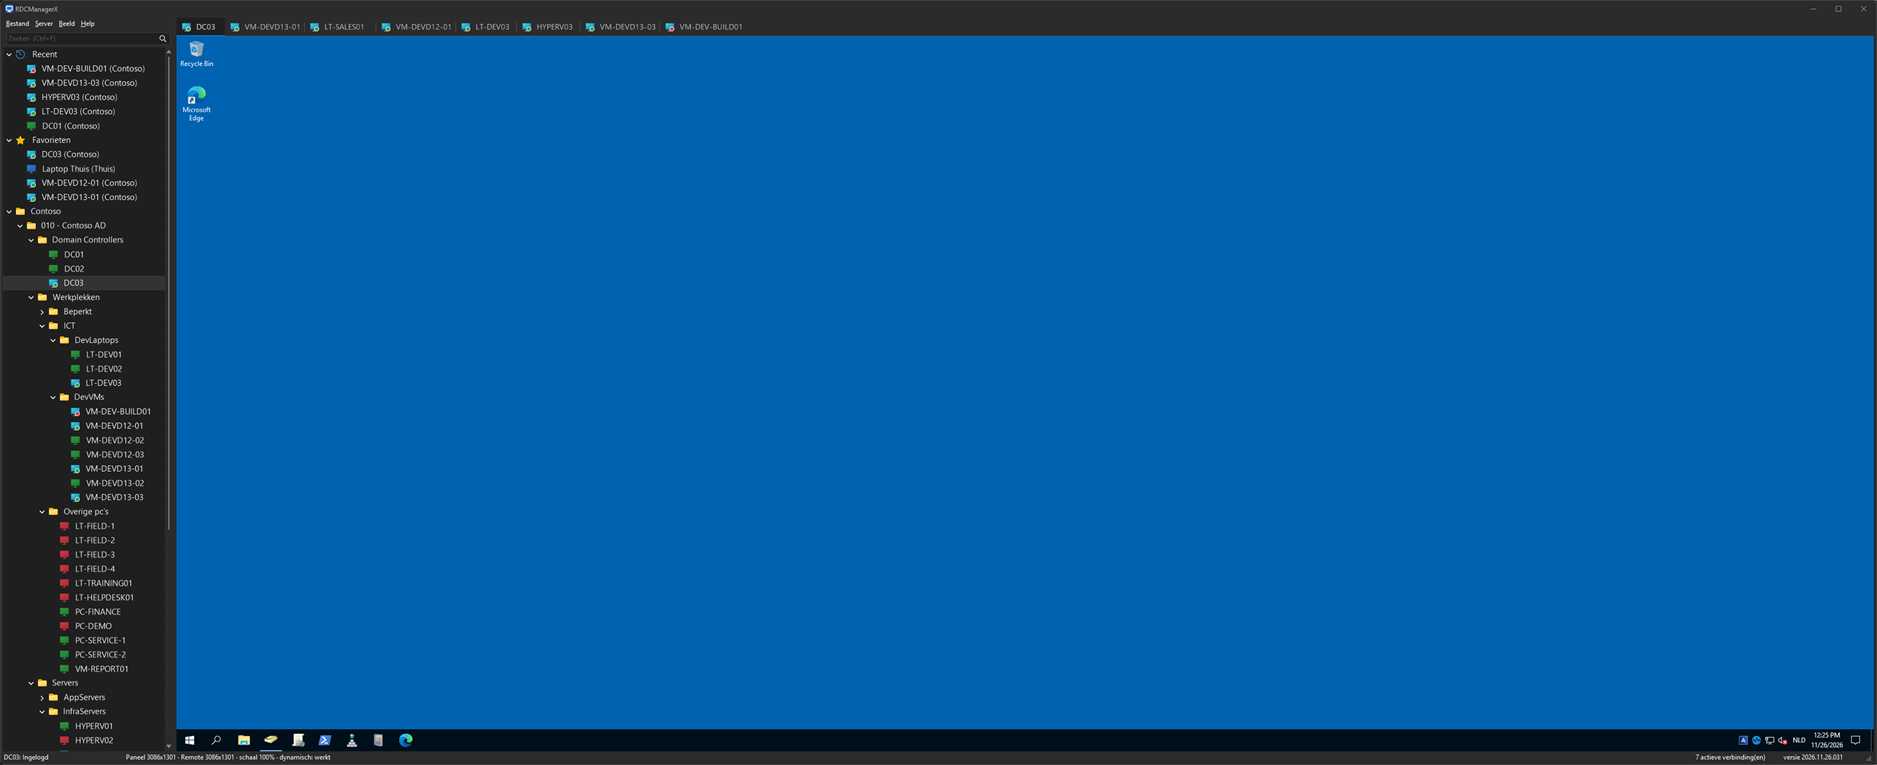 RDCManagerX
Bestand Server Beeld Help
Zoeken (Ctrl+F)
Recent
VM-DEV-BUILD01 (Contoso)
VM-DEVD13-03 (Contoso)
HYPERV03 (Contoso)
LT-DEV03 (Contoso)
DC01 (Contoso)
Favorieten
DC03 (Contoso)
Laptop Thuis (Thuis)
VM-DEVD12-01 (Contoso)
VM-DEVD13-01 (Contoso)
Contoso
010 - Contoso AD
Domain Controllers
DC01
DC02
DC03
Werkplekken
Beperkt
ICT
DevLaptops
LT-DEV01
LT-DEV02
LT-DEV03
DevVMs
VM-DEV-BUILD01
VM-DEVD12-01
VM-DEVD12-02
VM-DEVD12-03
VM-DEVD13-01
VM-DEVD13-02
VM-DEVD13-03
Overige pc's
LT-FIELD-1
LT-FIELD-2
LT-FIELD-3
LT-FIELD-4
LT-TRAINING01
LT-HELPDESK01
PC-FINANCE
PC-DEMO
PC-SERVICE-1
PC-SERVICE-2
VM-REPORT01
Servers
AppServers
InfraServers
HYPERV01
HYPERV02
DC03 VM-DEVD13-01 LT-SALES01 VM-DEVD12-01 LT-DEV03 HYPERV03 VM-DEVD13-03 VM-DEV-BUILD01
Recycle Bin
Microsoft
Edge
A NLD 12:25 PM
11/26/2026
DC03: Ingelogd Paneel 3086x1301 - Remote 3086x1301 - schaal 100% - dynamisch: werkt 7 actieve verbinding(en) versie 2026.11.26.031